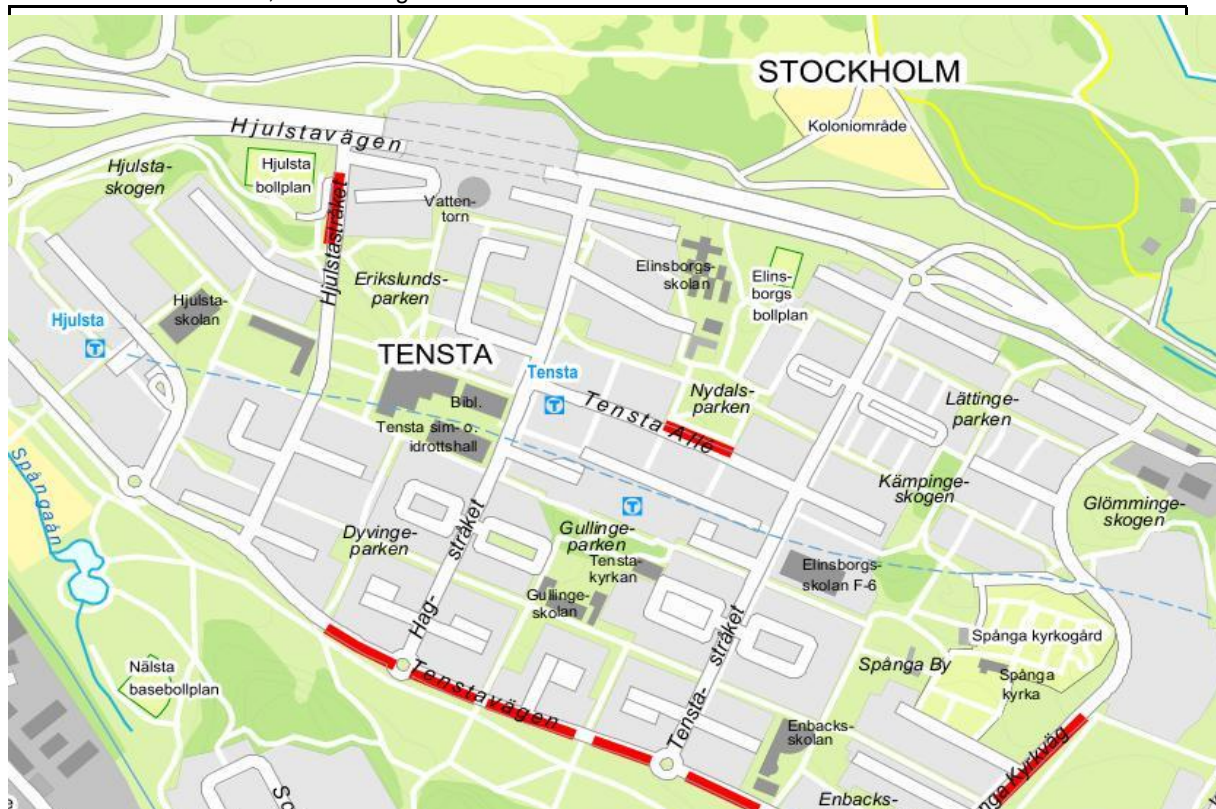 STOCKHOLM
Koloniområde
Hjulstavägen
Hjulsta-
skogen
Hjulsta
bollplan
Hjulstastråket
Vatten-
torn
Elinsborgs-
skolan
Elins-
borgs
bollplan
Erikslunds-
parken
Hjulsta-
skolan
Hjulsta
T
TENSTA
Tensta
T
Bibl.
Tensta sim- o.
idrottshall
Tensta Allé
Nydals-
parken
Lättinge-
parken
Kämpinge-
skogen
Glömminge-
skogen
Spångaån
T
Dyvinge-
parken
Hag-
stråket
Gullinge-
parken
Tensta-
kyrkan
Gullinge-
skolan
Elinsborgs-
skolan F-6
Tensta-
stråket
Spånga kyrkogård
Spånga By
Spånga
kyrka
Nälsta
basebollplan
Tenstavägen
Enbacks-
skolan
nge Kyrkväg
Enbacks-